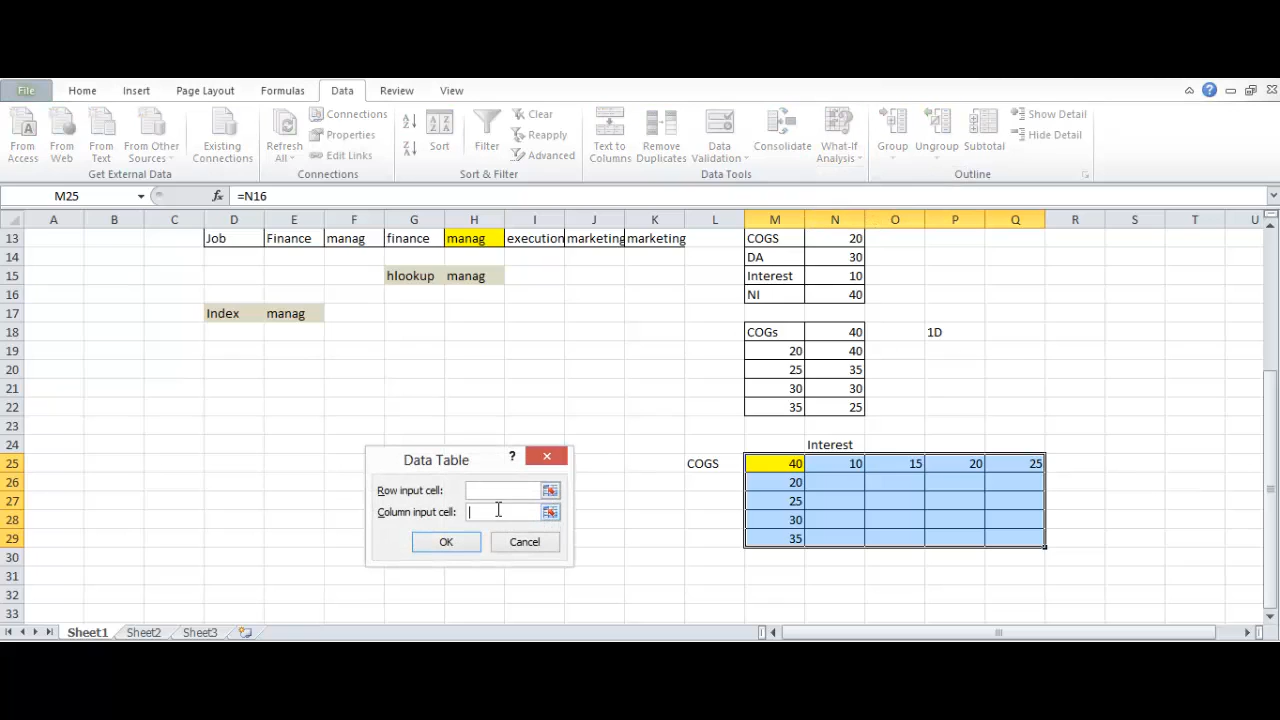 File Home Insert Page Layout Formulas Data Review View
From Access
From Web
From Text
From Other Sources
Existing Connections
Get External Data
Refresh All
Connections
Properties
Edit Links
Connections
Sort
Filter
Clear
Reapply
Advanced
Sort & Filter
Text to Columns
Remove Duplicates
Data Validation
Consolidate
What-If Analysis
Data Tools
Group
Ungroup
Subtotal
Show Detail
Hide Detail
Outline
M25 fx =N16
A B C D E F G H I J K L M N O P Q R S T U
13 Job Finance manag finance manag execution marketing marketing COGS 20
14 DA 30
15 hlookup manag Interest 10
16 NI 40
17 Index manag
18 COGs 40 1D
19 20 40
20 25 35
21 30 30
22 35 25
23
24 Interest
25 COGS 40 10 15 20 25
26 20
27 25
28 30
29 35
30
31
32
33
Data Table ?
Row input cell:
Column input cell:
OK Cancel
Sheet1 Sheet2 Sheet3